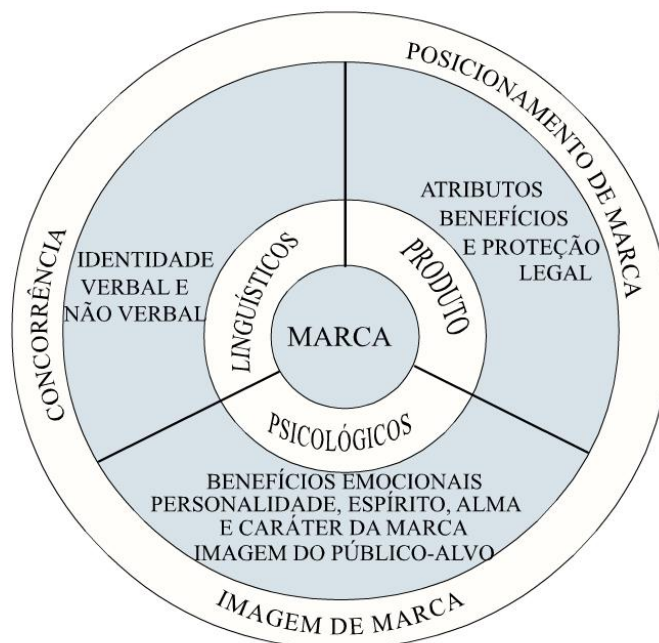 POSICIONAMENTO DE MARCA
ATRIBUTOS
BENEFÍCIOS
E PROTEÇÃO
LEGAL
CONCORRÊNCIA
IDENTIDADE
VERBAL E
NÃO VERBAL
LINGUÍSTICOS
PRODUTO
MARCA
PSICOLÓGICOS
BENEFÍCIOS EMOCIONAIS
PERSONALIDADE, ESPÍRITO, ALMA
E CARÁTER DA MARCA
IMAGEM DO PÚBLICO-ALVO
IMAGEM DE MARCA